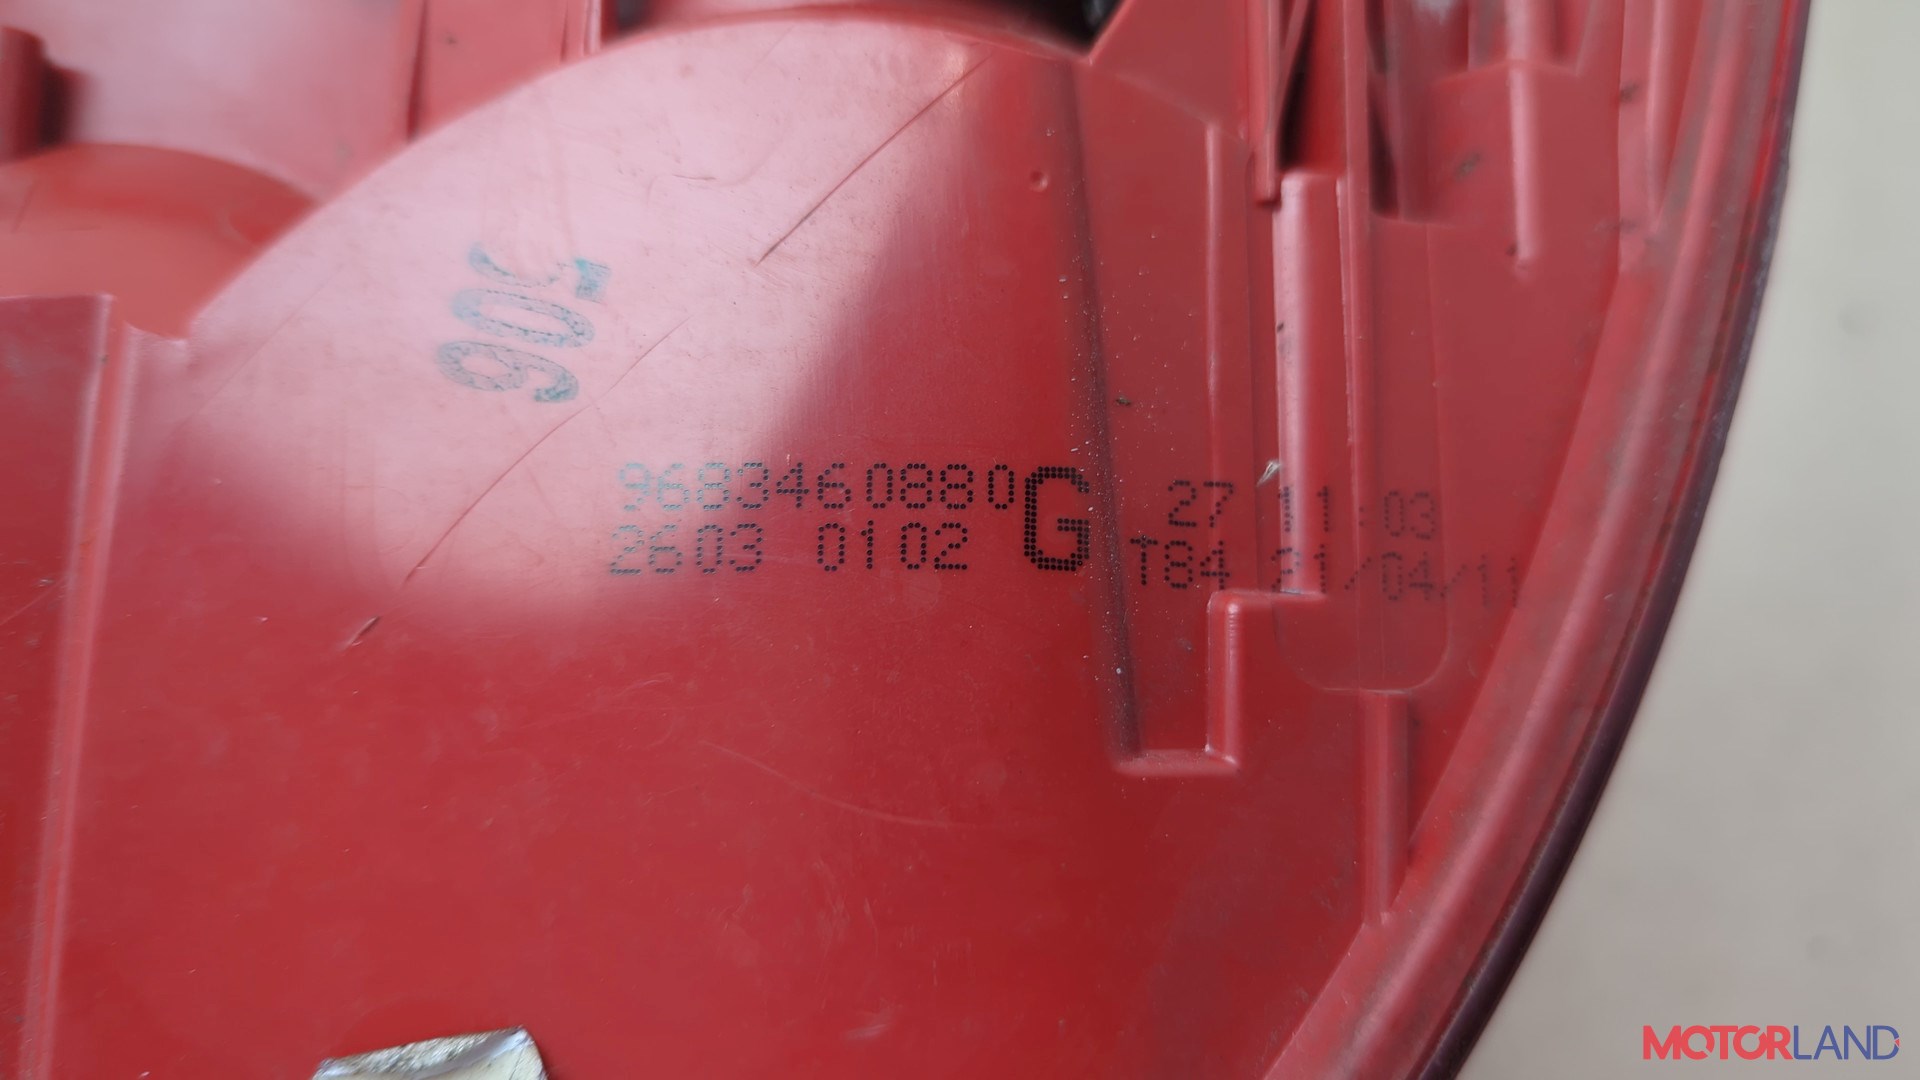 906
9683460880 G 27 11:03
2603 0102 T84 21/04/11
MOTORLAND